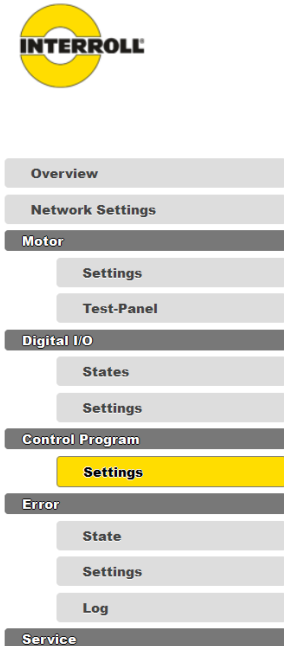 INTERROLL
Overview
Network Settings
Motor
Settings
Test-Panel
Digital I/O
States
Settings
Control Program
Settings
Error
State
Settings
Log
Service